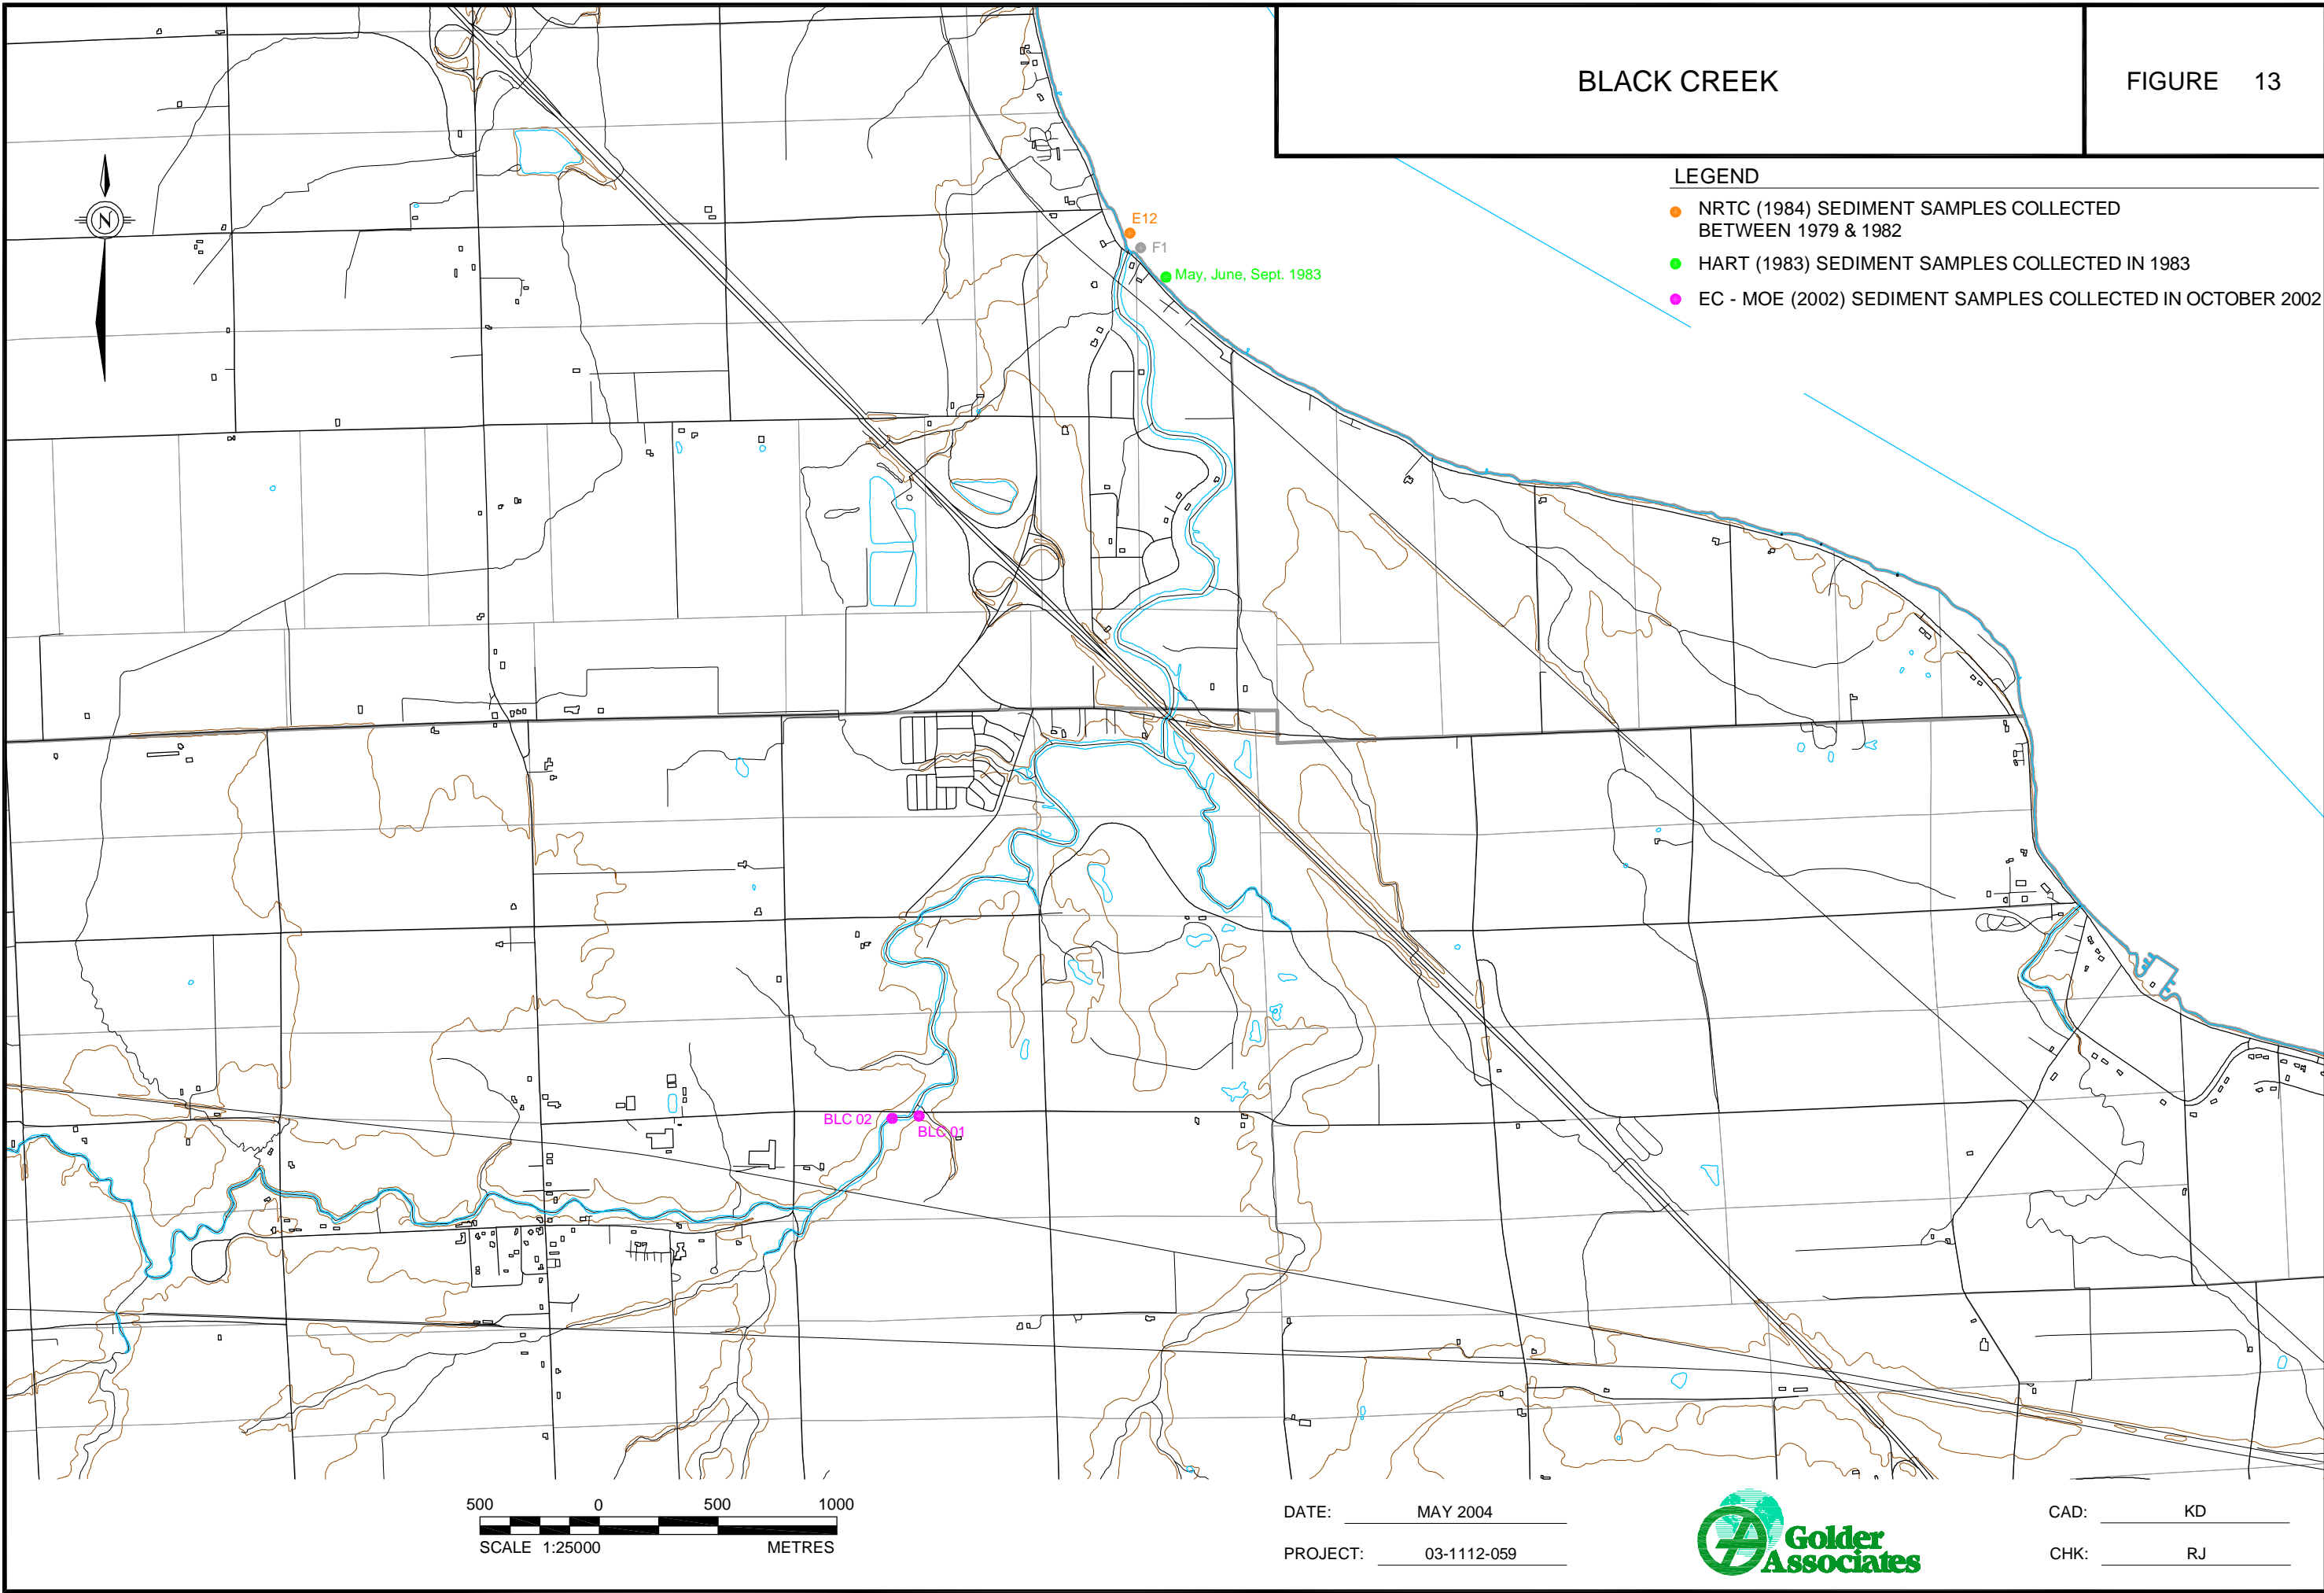 BLACK CREEK
FIGURE 13
LEGEND
NRTC (1984) SEDIMENT SAMPLES COLLECTED
BETWEEN 1979 & 1982
HART (1983) SEDIMENT SAMPLES COLLECTED IN 1983
EC - MOE (2002) SEDIMENT SAMPLES COLLECTED IN OCTOBER 2002
N
E12
F1
May, June, Sept. 1983
BLC 02
BLC 01
500 0 500 1000
SCALE 1:25000 METRES
DATE: MAY 2004
PROJECT: 03-1112-059
Golder
Associates
CAD: KD
CHK: RJ